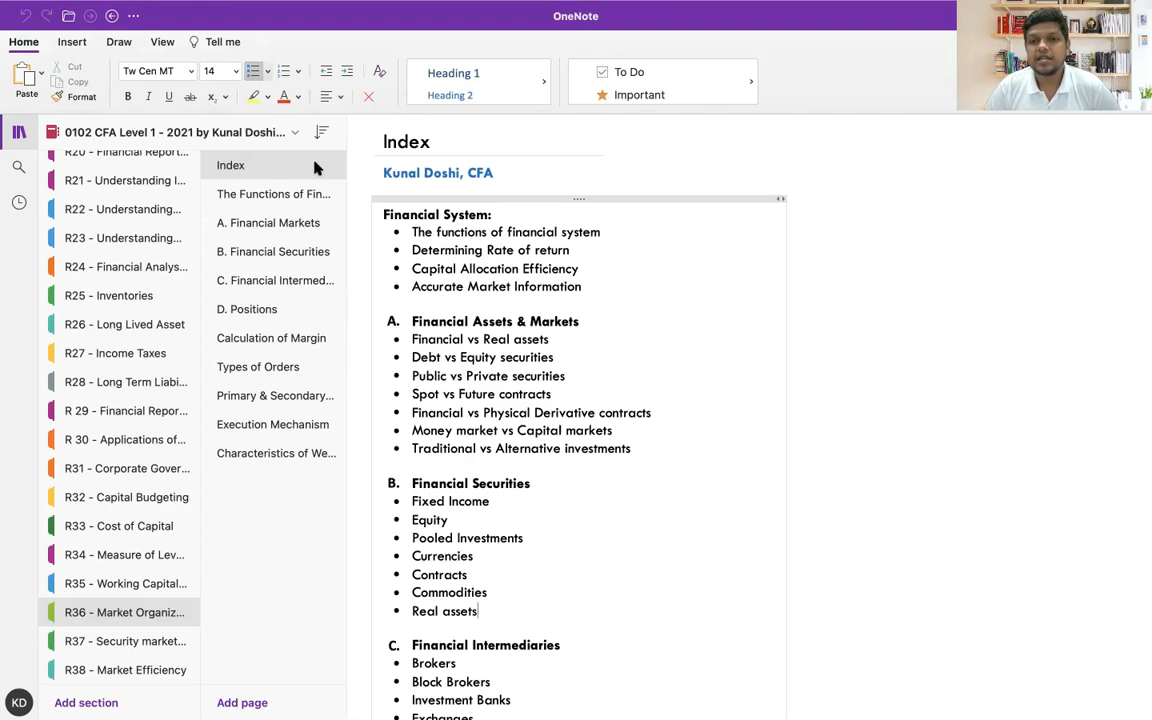 OneNote
Home Insert Draw View Tell me
Paste
Cut
Copy
Format
Tw Cen MT 14
B I U ab x₂ A
Heading 1
Heading 2
To Do
Important
0102 CFA Level 1 - 2021 by Kunal Doshi...
R20 - Financial Report...
R21 - Understanding I...
R22 - Understanding...
R23 - Understanding...
R24 - Financial Analys...
R25 - Inventories
R26 - Long Lived Asset
R27 - Income Taxes
R28 - Long Term Liabi...
R 29 - Financial Repor...
R 30 - Applications of...
R31 - Corporate Gover...
R32 - Capital Budgeting
R33 - Cost of Capital
R34 - Measure of Lev...
R35 - Working Capital...
R36 - Market Organiz...
R37 - Security market...
R38 - Market Efficiency
KD
Add section
Index
The Functions of Fin...
A. Financial Markets
B. Financial Securities
C. Financial Intermed...
D. Positions
Calculation of Margin
Types of Orders
Primary & Secondary...
Execution Mechanism
Characteristics of We...
Add page
Index
Kunal Doshi, CFA
Financial System:
• The functions of financial system
• Determining Rate of return
• Capital Allocation Efficiency
• Accurate Market Information
A. Financial Assets & Markets
• Financial vs Real assets
• Debt vs Equity securities
• Public vs Private securities
• Spot vs Future contracts
• Financial vs Physical Derivative contracts
• Money market vs Capital markets
• Traditional vs Alternative investments
B. Financial Securities
• Fixed Income
• Equity
• Pooled Investments
• Currencies
• Contracts
• Commodities
• Real assets
C. Financial Intermediaries
• Brokers
• Block Brokers
• Investment Banks
• Exchanges